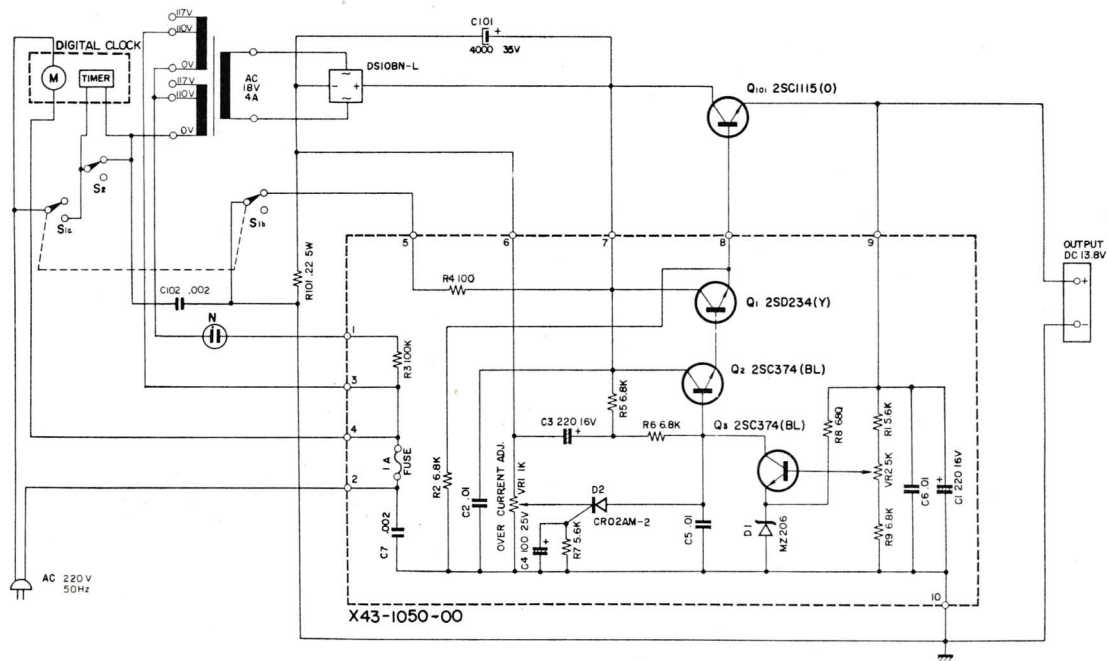 117V
110V
0V
117V
110V
0V
DIGITAL CLOCK
M
TIMER
AC
18V
4A
DS10BN-L
C101
4000 35V
Q101 2SC1115(O)
S2
S1a
S1b
R101 .22 5W
C102 .002
N
5
6
7
8
9
OUTPUT
DC 13.8V
+
-
R4 100
Q1 2SD234(Y)
1
R3 100K
3
Q2 2SC374(BL)
R5 6.8K
C3 220 16V
R6 6.8K
Q3 2SC374(BL)
R8 680
R1 5.6K
4
1A
FUSE
2
R2 6.8K
C2 .01
OVER CURRENT ADJ.
VR1 1K
D2
CR02AM-2
VR2 .5K
C6 .01
C1 220 16V
C7 .002
C4 100 25V
R7 5.6K
C5 .01
D1
MZ206
R9 6.8K
AC 220V
50Hz
10
X43-1050-00